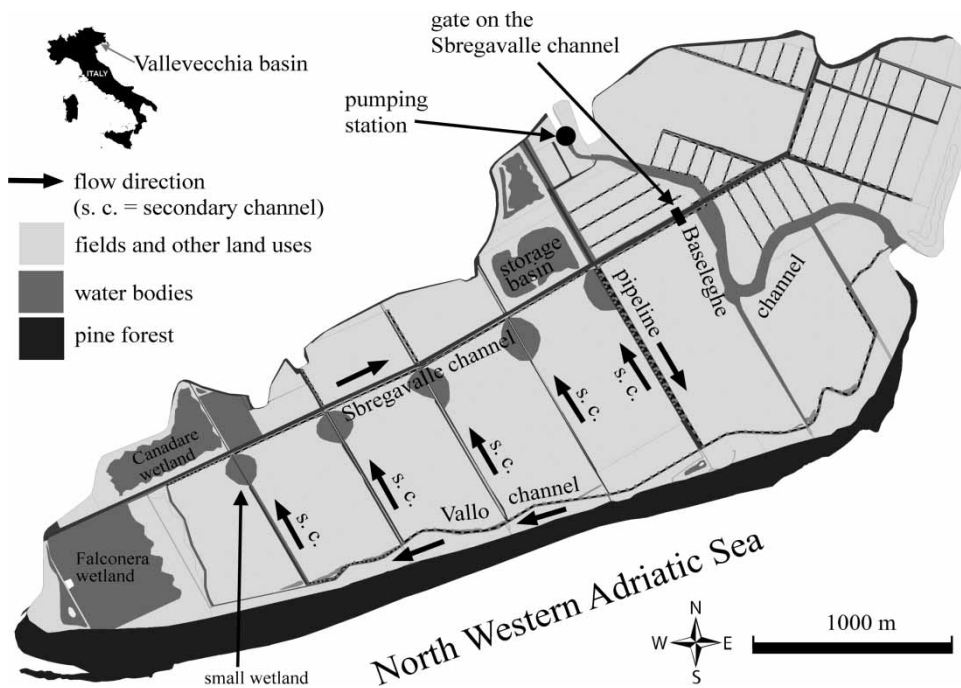 gate on the
Sbregavalle channel
Vallevecchia basin
ITALY
pumping
station
flow direction
(s. c. = secondary channel)
fields and other land uses
water bodies
pine forest
storage
basin
Baseleghe
channel
pipeline
Sbregavalle channel
s. c.
s. c.
s. c.
s. c.
s. c.
Canadare
wetland
Vallo channel
Falconera
wetland
small wetland
North Western Adriatic Sea
N
W E
S
1000 m